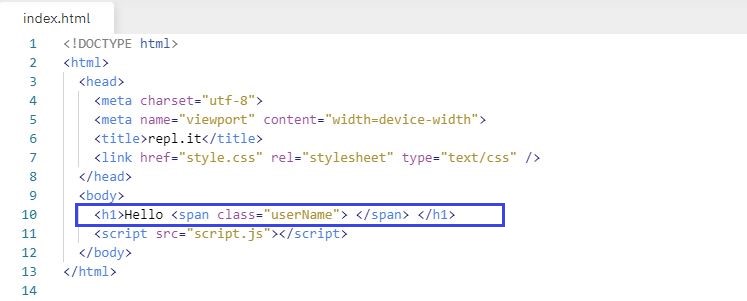 index.html
1 <!DOCTYPE html>
2 <html>
3 <head>
4 <meta charset="utf-8">
5 <meta name="viewport" content="width=device-width">
6 <title>repl.it</title>
7 <link href="style.css" rel="stylesheet" type="text/css" />
8 </head>
9 <body>
10 <h1>Hello <span class="userName"> </span> </h1>
11 <script src="script.js"></script>
12 </body>
13 </html>
14